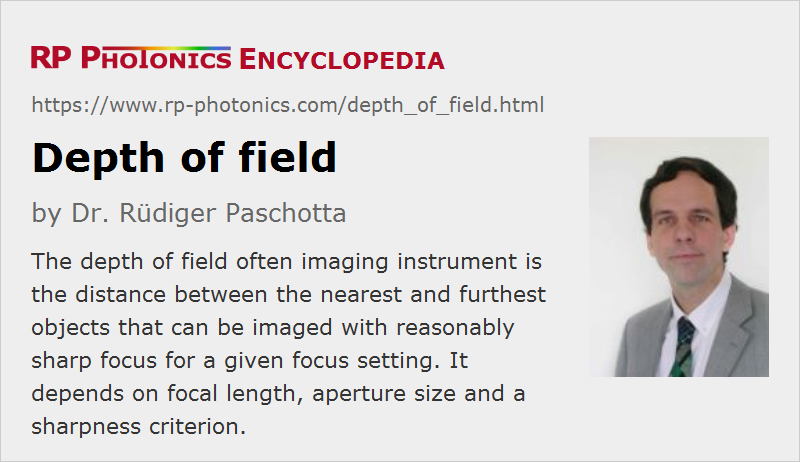 RP PHOTONICS ENCYCLOPEDIA
https://www.rp-photonics.com/depth_of_field.html
Depth of field
by Dr. Rüdiger Paschotta
The depth of field often imaging instrument is
the distance between the nearest and furthest
objects that can be imaged with reasonably
sharp focus for a given focus setting. It
depends on focal length, aperture size and a
sharpness criterion.